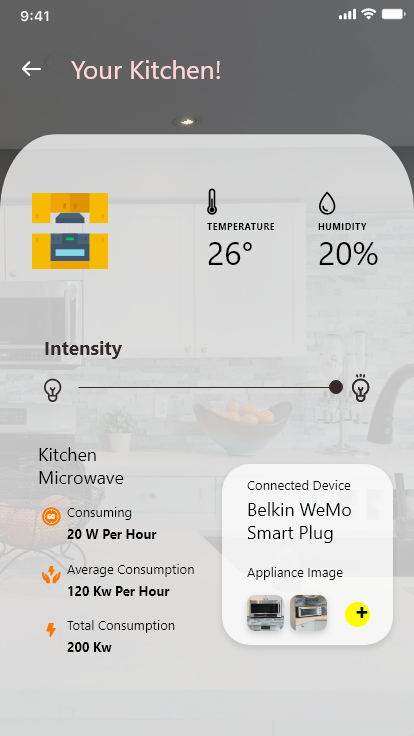 9:41
Your Kitchen!
TEMPERATURE
26°
HUMIDITY
20%
Intensity
Kitchen
Microwave
60
Consuming
20 W Per Hour
Average Consumption
120 Kw Per Hour
Total Consumption
200 Kw
Connected Device
Belkin WeMo
Smart Plug
Appliance Image
+